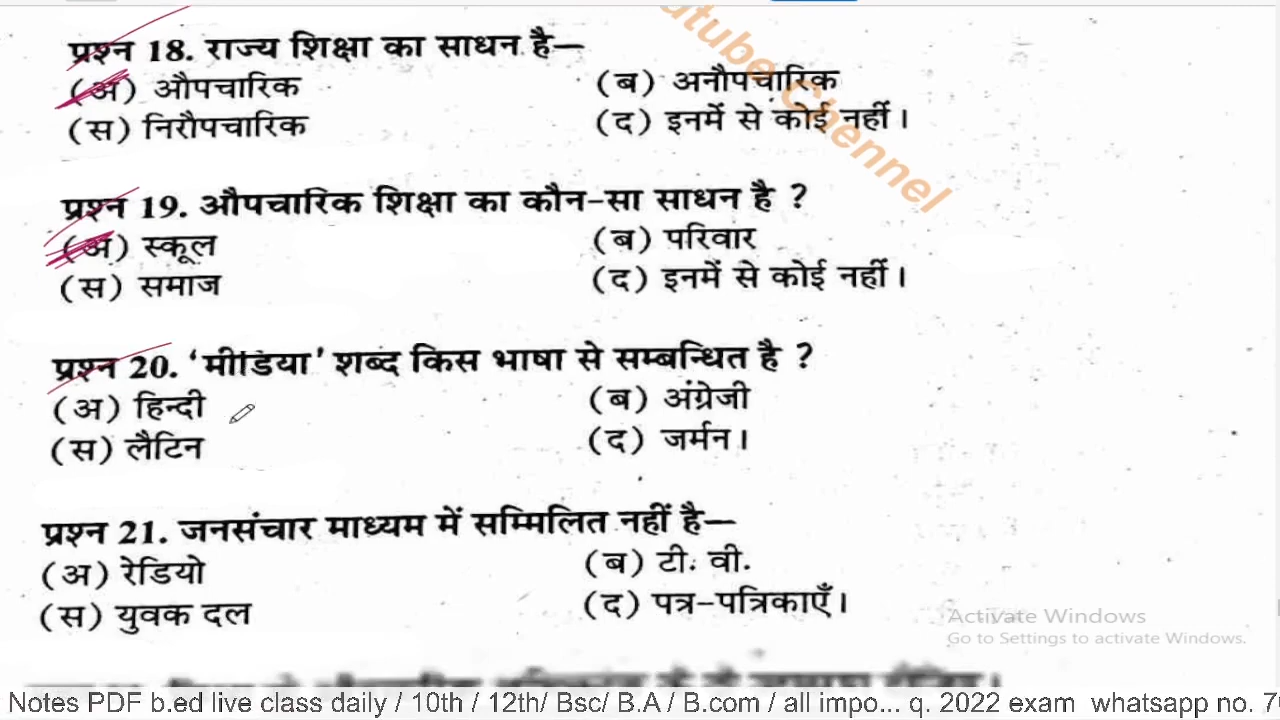 utube Chennel
प्रश्न 18. राज्य शिक्षा का साधन है—
(अ) औपचारिक (ब) अनौपचारिक
(स) निरौपचारिक (द) इनमें से कोई नहीं।
प्रश्न 19. औपचारिक शिक्षा का कौन-सा साधन है ?
(अ) स्कूल (ब) परिवार
(स) समाज (द) इनमें से कोई नहीं।
प्रश्न 20. ‘मीडिया’ शब्द किस भाषा से सम्बन्धित है ?
(अ) हिन्दी (ब) अंग्रेजी
(स) लैटिन (द) जर्मन।
प्रश्न 21. जनसंचार माध्यम में सम्मिलित नहीं है—
(अ) रेडियो (ब) टी. वी.
(स) युवक दल (द) पत्र-पत्रिकाएँ।
Activate Windows
Go to Settings to activate Windows.
Notes PDF b.ed live class daily / 10th / 12th/ Bsc/ B.A / B.com / all impo... q. 2022 exam whatsapp no. 7